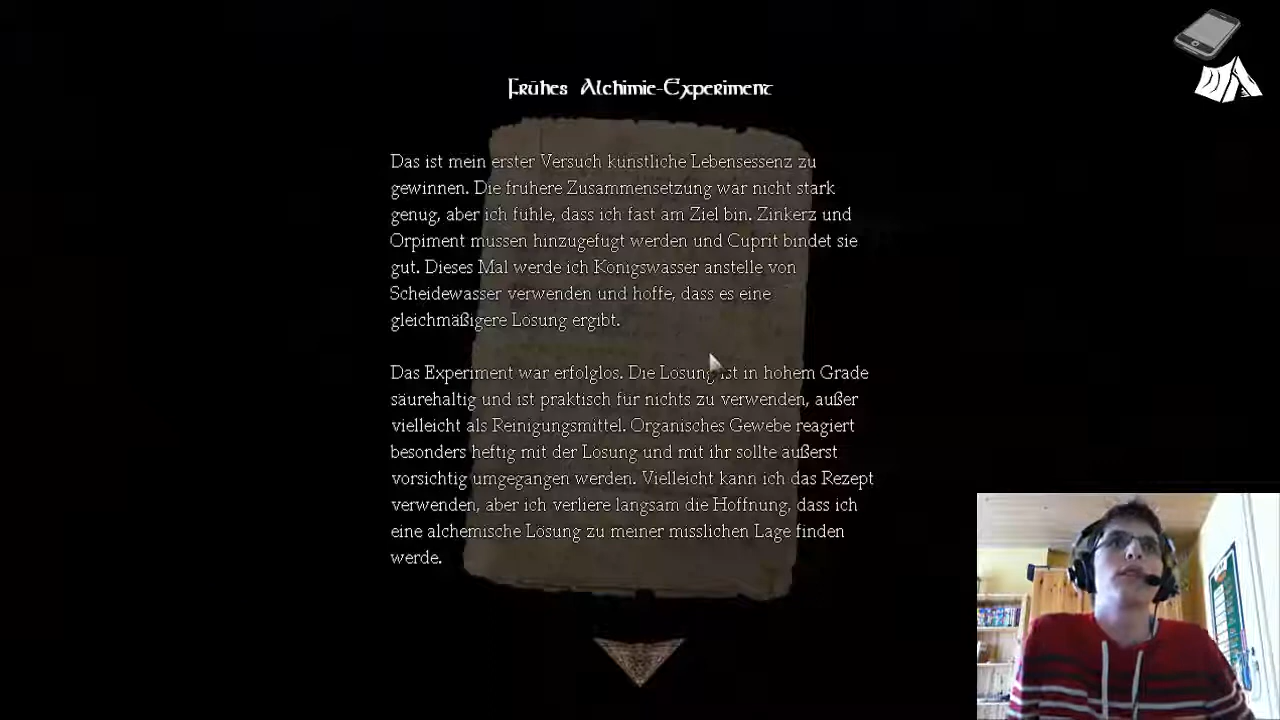 Frühes Alchimie-Experiment
Das ist mein erster Versuch künstliche Lebensessenz zu
gewinnen. Die frühere Zusammensetzung war nicht stark
genug, aber ich fühle, dass ich fast am Ziel bin. Zinkerz und
Orpiment müssen hinzugefügt werden und Cuprit bindet sie
gut. Dieses Mal werde ich Königswasser anstelle von
Scheidewasser verwenden und hoffe, dass es eine
gleichmäßigere Lösung ergibt.
Das Experiment war erfolglos. Die Lösung ist in hohem Grade
säurehaltig und ist praktisch für nichts zu verwenden, außer
vielleicht als Reinigungsmittel. Organisches Gewebe reagiert
besonders heftig mit der Lösung und mit ihr sollte äußerst
vorsichtig umgegangen werden. Vielleicht kann ich das Rezept
verwenden, aber ich verliere langsam die Hoffnung, dass ich
eine alchemische Lösung zu meiner misslichen Lage finden
werde.